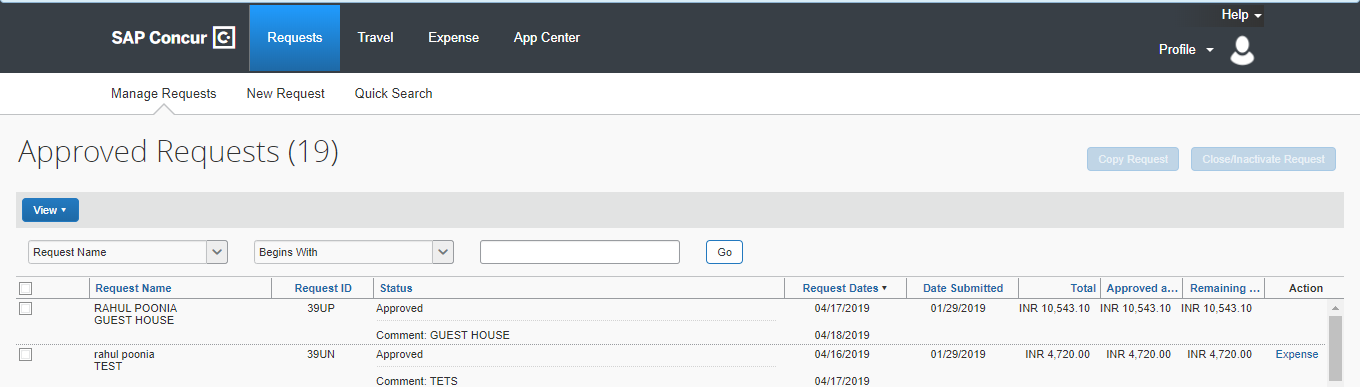 Help
SAP Concur C Requests Travel Expense App Center
Profile
Manage Requests New Request Quick Search
Approved Requests (19)
Copy Request Close/Inactivate Request
View
Request Name Begins With Go
Request Name Request ID Status Request Dates Date Submitted Total Approved a... Remaining ... Action
RAHUL POONIA 39UP Approved 04/17/2019 01/29/2019 INR 10,543.10 INR 10,543.10 INR 10,543.10
GUEST HOUSE
Comment: GUEST HOUSE 04/18/2019
rahul poonia 39UN Approved 04/16/2019 01/29/2019 INR 4,720.00 INR 4,720.00 INR 4,720.00 Expense
TEST
Comment: TETS 04/17/2019